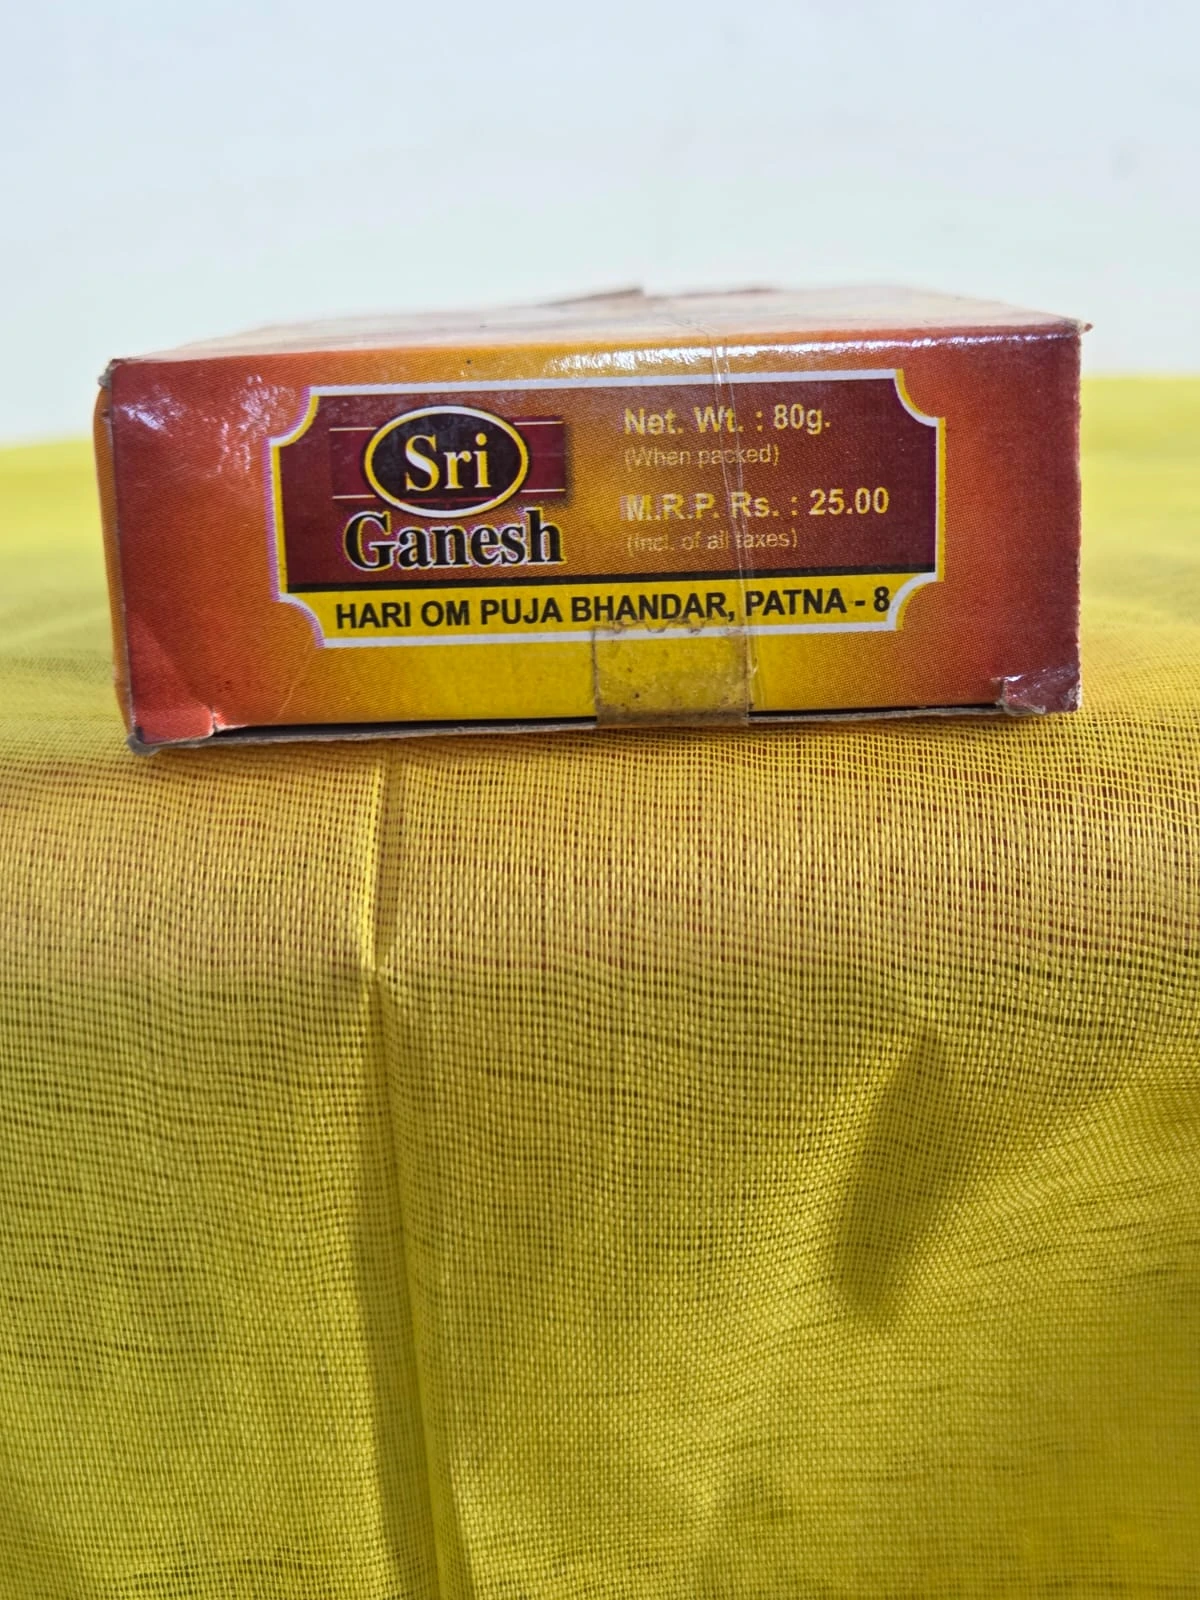 Sri
Ganesh
Net. Wt. : 80g.
(When packed)
M.R.P. Rs. : 25.00
(Incl. of all taxes)
HARI OM PUJA BHANDAR, PATNA - 8